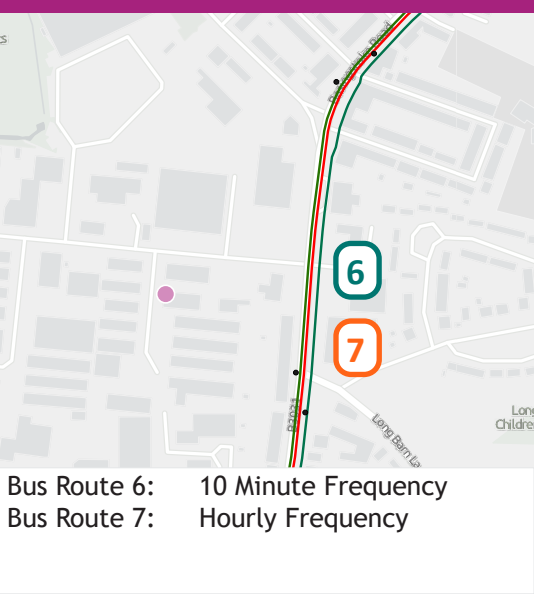 6
7
Long Barn La
Long
Childre
Bus Route 6: 10 Minute Frequency
Bus Route 7: Hourly Frequency